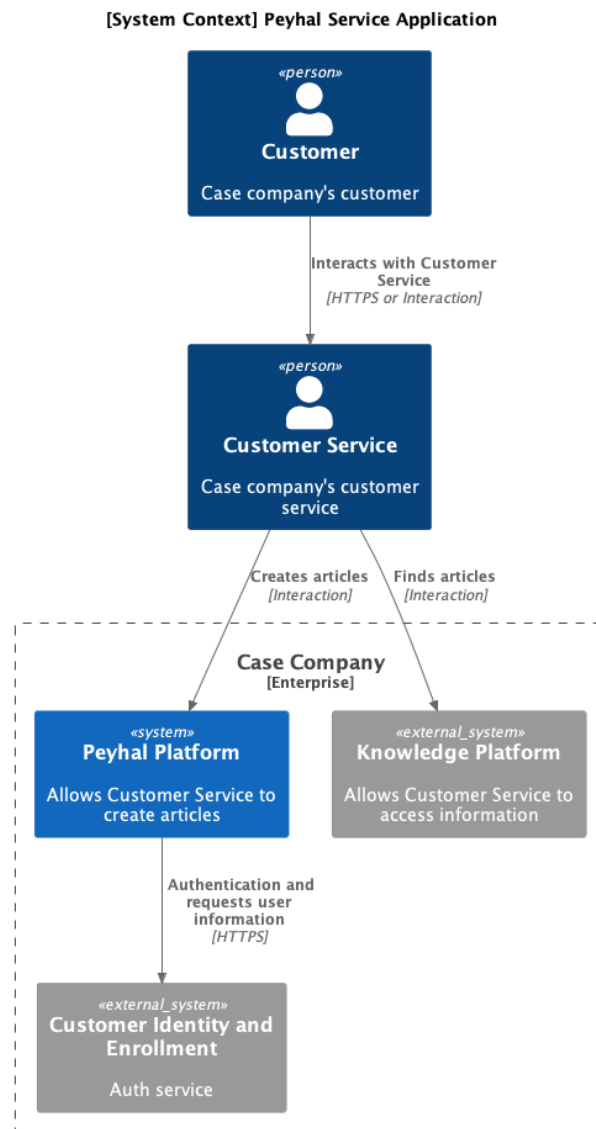 [System Context] Peyhal Service Application
«person»
Customer
Case company's customer
Interacts with Customer
Service
[HTTPS or Interaction]
«person»
Customer Service
Case company's customer
service
Creates articles
[Interaction]
Finds articles
[Interaction]
Case Company
[Enterprise]
«system»
Peyhal Platform
Allows Customer Service to
create articles
«external_system»
Knowledge Platform
Allows Customer Service to
access information
Authentication and
requests user
information
[HTTPS]
«external_system»
Customer Identity and
Enrollment
Auth service